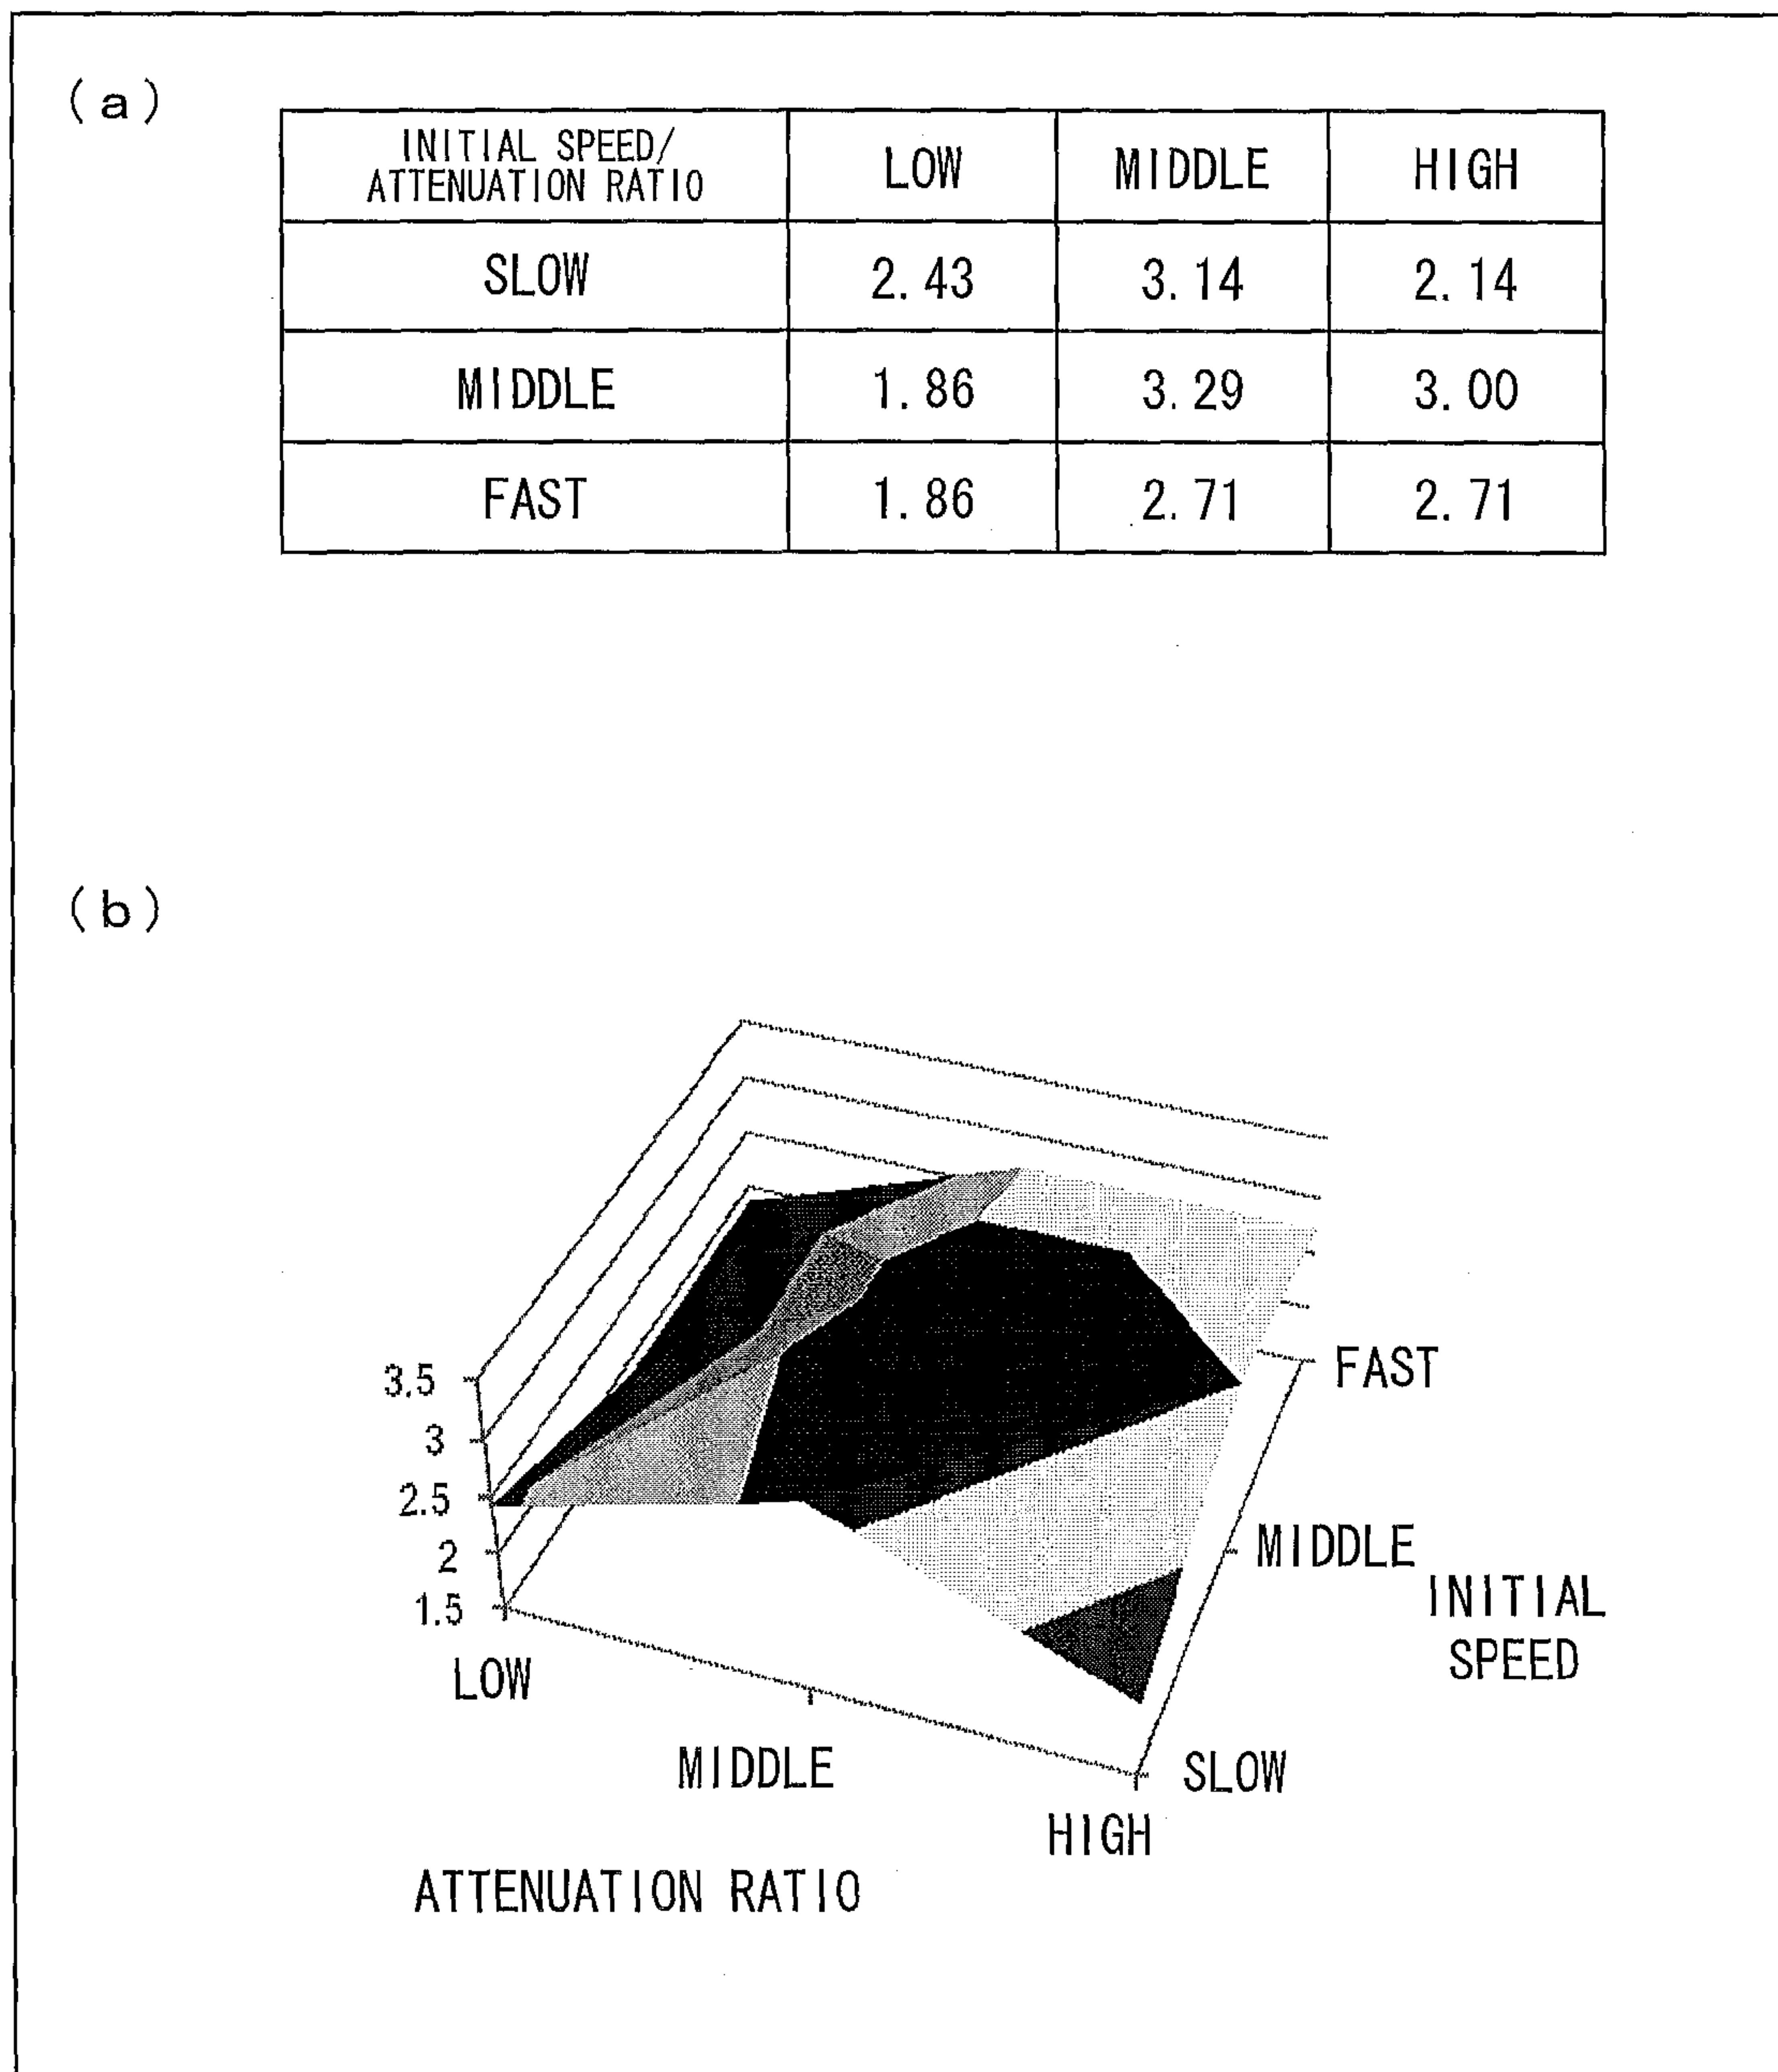 (a)
INITIAL SPEED/
ATTENUATION RATIO LOW MIDDLE HIGH
SLOW 2.43 3.14 2.14
MIDDLE 1.86 3.29 3.00
FAST 1.86 2.71 2.71
(b)
3.5
3
2.5
2
1.5
LOW
MIDDLE
HIGH
ATTENUATION RATIO
FAST
MIDDLE
SLOW
INITIAL
SPEED